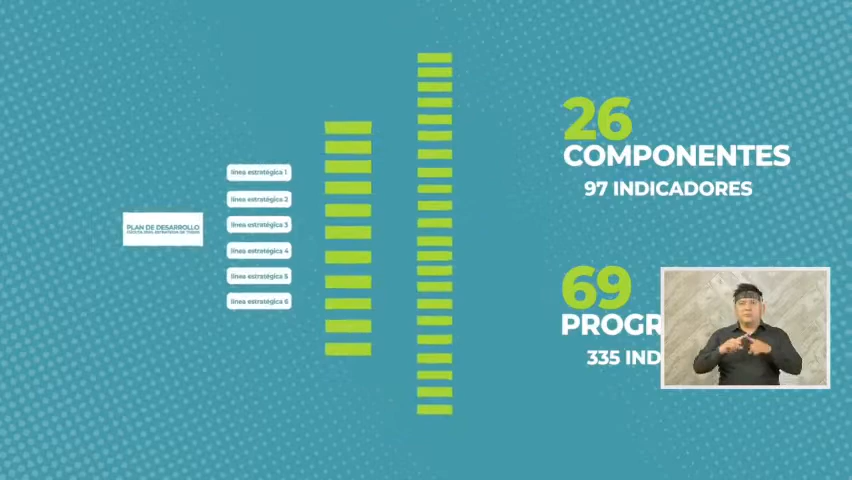 PLAN DE DESARROLLO
línea estratégica 1
línea estratégica 2
línea estratégica 3
línea estratégica 4
línea estratégica 5
línea estratégica 6
26
COMPONENTES
97 INDICADORES
69
PROGR
335 IND